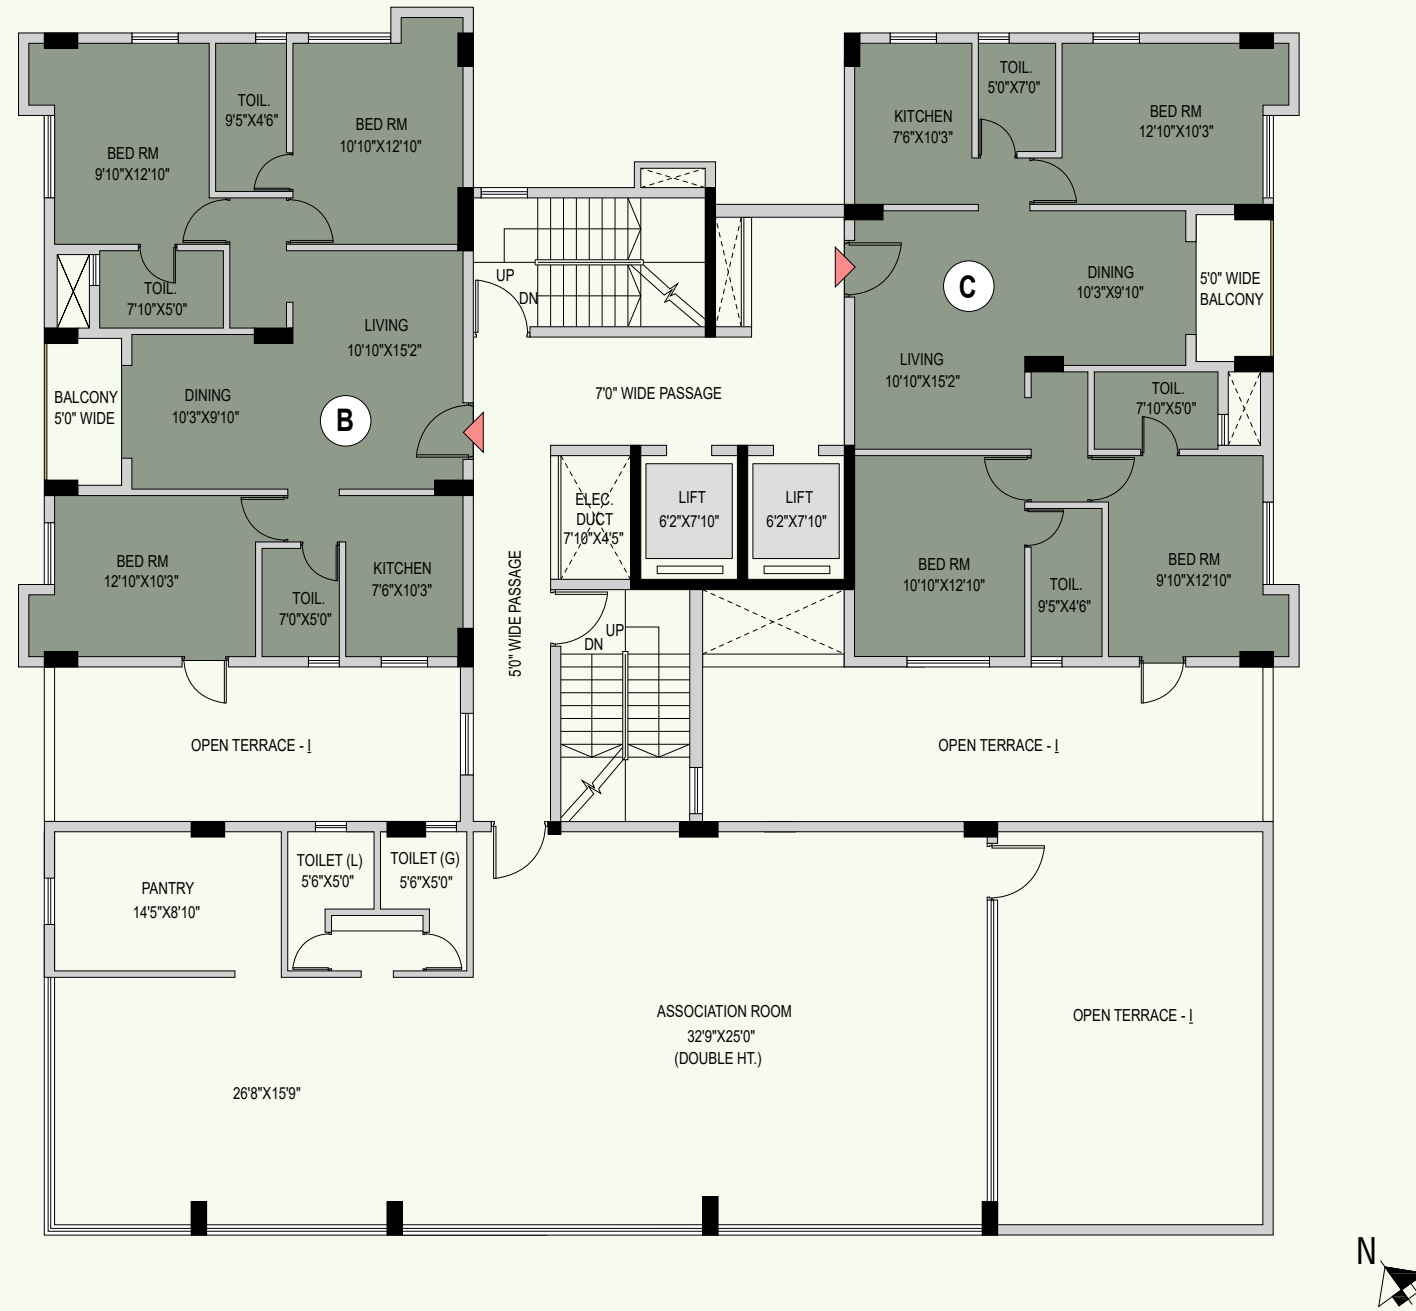 BED RM
9'10"X12'10"
TOIL.
9'5"X4'6"
BED RM
10'10"X12'10"
TOIL.
7'10"X5'0"
LIVING
10'10"X15'2"
BALCONY
5'0" WIDE
DINING
10'3"X9'10"
B
BED RM
12'10"X10'3"
TOIL.
7'0"X5'0"
KITCHEN
7'6"X10'3"
UP
DN
7'0" WIDE PASSAGE
ELEC.
DUCT
7'10"X4'5"
LIFT
6'2"X7'10"
LIFT
6'2"X7'10"
5'0" WIDE PASSAGE
UP
DN
KITCHEN
7'6"X10'3"
TOIL.
5'0"X7'0"
BED RM
12'10"X10'3"
C
DINING
10'3"X9'10"
5'0" WIDE
BALCONY
LIVING
10'10"X15'2"
TOIL.
7'10"X5'0"
BED RM
10'10"X12'10"
TOIL.
9'5"X4'6"
BED RM
9'10"X12'10"
OPEN TERRACE - I
OPEN TERRACE - I
PANTRY
14'5"X8'10"
TOILET (L)
5'6"X5'0"
TOILET (G)
5'6"X5'0"
ASSOCIATION ROOM
32'9"X25'0"
(DOUBLE HT.)
26'8"X15'9"
OPEN TERRACE - I
N